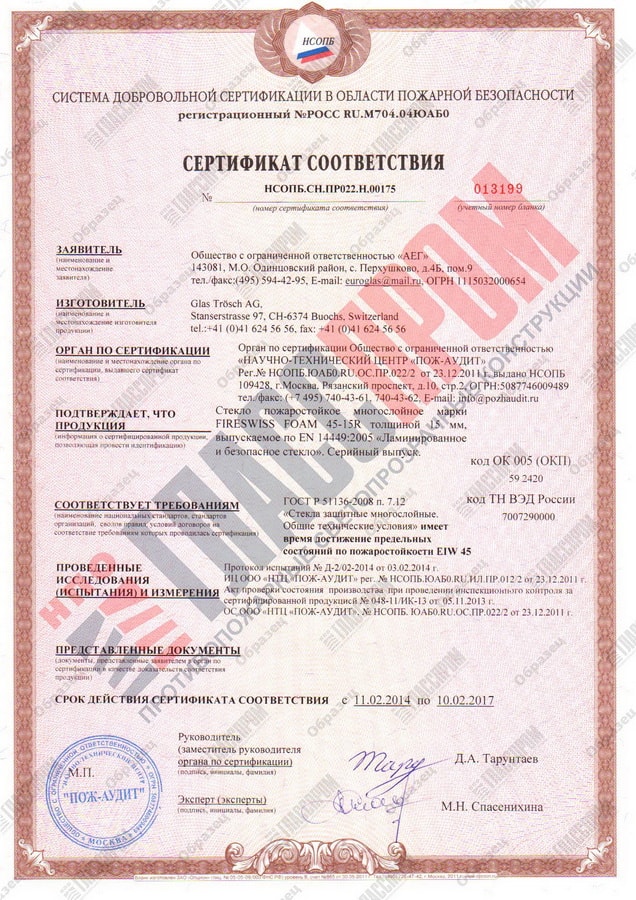 НСОПБ
СИСТЕМА ДОБРОВОЛЬНОЙ СЕРТИФИКАЦИИ В ОБЛАСТИ ПОЖАРНОЙ БЕЗОПАСНОСТИ
регистрационный №РОСС RU.М704.04ЮАБ0
СЕРТИФИКАТ СООТВЕТСТВИЯ
№ НСОПБ.СН.ПР022.Н.00175 013199
(номер сертификата соответствия) (учетный номер бланка)
ЗАЯВИТЕЛЬ
(наименование и
местонахождение
заявителя)
Общество с ограниченной ответственностью «АЕГ»
143081, М.О. Одинцовский район, с. Перхушково, д.4Б, пом.9
тел./факс:(495) 594-42-95, E-mail: euroglas@mail.ru, ОГРН 1115032000654
ИЗГОТОВИТЕЛЬ
(наименование и
местонахождение изготовителя
продукции)
Glas Trösch AG,
Stanserstrasse 97, CH-6374 Buochs, Switzerland
tel.:+41 (0)41 624 56 56, fax: +41 (0)41 624 56 56
ОРГАН ПО СЕРТИФИКАЦИИ
(наименование и местонахождение органа по
сертификации, выдавшего сертификат
соответствия)
Орган по сертификации Общество с ограниченной ответственностью
«НАУЧНО-ТЕХНИЧЕСКИЙ ЦЕНТР «ПОЖ-АУДИТ»
Рег.№ НСОПБ.ЮАБ0.RU.ОС.ПР.022/2 от 23.12.2011 г. выдано НСОПБ
109428, г. Москва Рязанский проспект, д.10, стр.2, ОГРН:5087746009489
тел./факс: (+7 495) 740-43-61, 740-43-62, E-mail: info@pozhaudit.ru
ПОДТВЕРЖДАЕТ, ЧТО
ПРОДУКЦИЯ
(информация о сертифицированной продукции,
позволяющая провести идентификацию)
Стекло пожаростойкое многослойное марки
FIRESWISS FOAM 45-15R толщиной 15 мм,
выпускаемое по EN 14449:2005 «Ламинированное
и безопасное стекло». Серийный выпуск.
код ОК 005 (ОКП)
59 2420
СООТВЕТСТВУЕТ ТРЕБОВАНИЯМ
(наименование национальных стандартов, стандартов
организаций, сводов правил, условий договоров на
соответствие требованиям которых проводилась сертификация)
ГОСТ Р 51136-2008 п. 7.12
«Стекла защитные многослойные.
Общие технические условия» имеет
время достижения предельных
состояний по пожаростойкости EIW 45
код ТН ВЭД России
7007290000
ПРОВЕДЕННЫЕ
ИССЛЕДОВАНИЯ
(ИСПЫТАНИЯ) И ИЗМЕРЕНИЯ
Протокол испытаний № Д-2/02-2014 от 03.02.2014 г.
ИЦ ООО «НТЦ «ПОЖ-АУДИТ» рег. № НСОПБ.ЮАБ0.RU.ИЛ.ПР.012/2 от 23.12.2011 г.
Акт проверки состояния производства при проведении инспекционного контроля за
сертифицированной продукцией № 048-11/ИК-13 от 05.11.2013 г.
ОС ООО «НТЦ «ПОЖ-АУДИТ», № НСОПБ. ЮАБ0.RU.ОС.ПР.022/2 от 23.12.2011 г.
ПРЕДСТАВЛЕННЫЕ ДОКУМЕНТЫ
(документы, представленные заявителем в орган по
сертификации в качестве доказательств соответствия
продукции)
СРОК ДЕЙСТВИЯ СЕРТИФИКАТА СООТВЕТСТВИЯ с 11.02.2014 по 10.02.2017
Руководитель
(заместитель руководителя
органа по сертификации)
(подпись, инициалы, фамилия)
Д.А. Тарунтаев
М.П.
Эксперт (эксперты)
(подпись, инициалы, фамилия)
М.Н. Спасенихина
"ПОЖ-АУДИТ"
МОСКВА
НПО ГЛАСПРОМ
ПРОТИВОПОЖАРНЫЕ СВЕТОПРОЗРАЧНЫЕ КОНСТРУКЦИИ
Образец